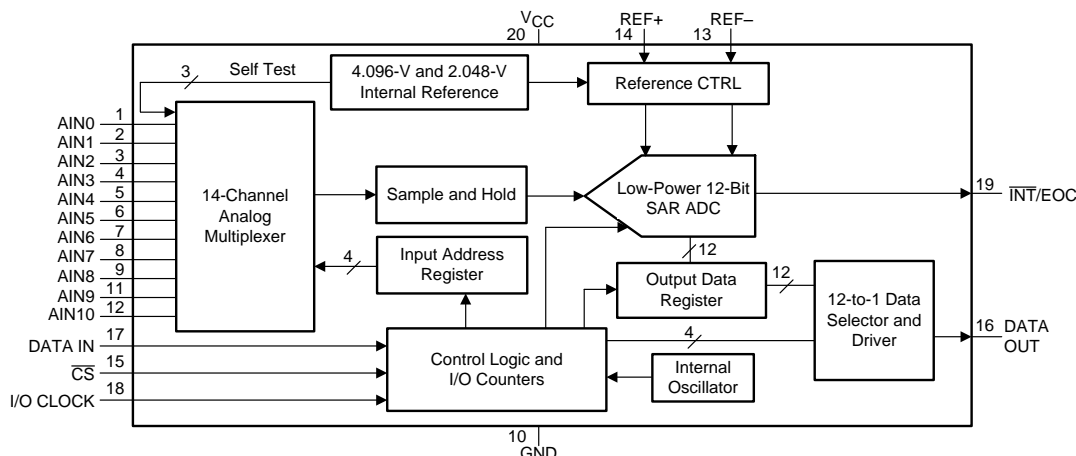 VCC
REF+
REF–
20
14
13
3
Self Test
4.096-V and 2.048-V
Internal Reference
Reference CTRL
AIN0
1
AIN1
2
AIN2
3
AIN3
4
AIN4
5
AIN5
6
AIN6
7
AIN7
8
AIN8
9
AIN9
11
AIN10
12
14-Channel
Analog
Multiplexer
Sample and Hold
Low-Power 12-Bit
SAR ADC
19
INT/EOC
4
Input Address
Register
12
Output Data
Register
12
12-to-1 Data
Selector and
Driver
16
DATA
OUT
DATA IN
17
CS
15
I/O CLOCK
18
Control Logic and
I/O Counters
4
Internal
Oscillator
10
GND